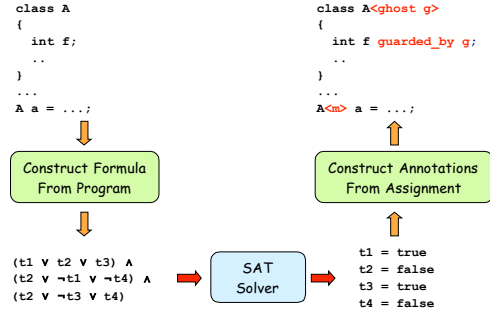 class A
{
int f;
..
}
...
A a = ...;
Construct Formula
From Program
(t1 ∨ t2 ∨ t3) ∧
(t2 ∨ ¬t1 ∨ ¬t4) ∧
(t2 ∨ ¬t3 ∨ t4)
SAT
Solver
t1 = true
t2 = false
t3 = true
t4 = false
Construct Annotations
From Assignment
class A<ghost g>
{
int f guarded_by g;
..
}
...
A<m> a = ...;